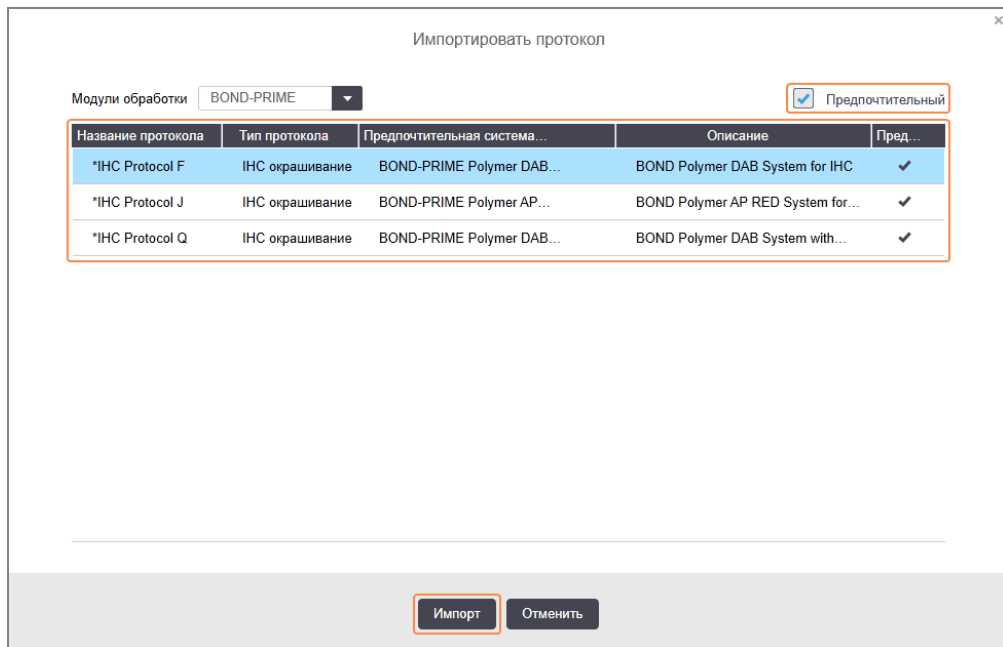 ×
Импортировать протокол
Модули обработки BOND-PRIME Предпочтительный
Название протокола Тип протокола Предпочтительная система... Описание Пред...
*IHC Protocol F IHC окрашивание BOND-PRIME Polymer DAB... BOND Polymer DAB System for IHC ✔
*IHC Protocol J IHC окрашивание BOND-PRIME Polymer AP... BOND Polymer AP RED System for... ✔
*IHC Protocol Q IHC окрашивание BOND-PRIME Polymer DAB... BOND Polymer DAB System with... ✔
Импорт Отменить